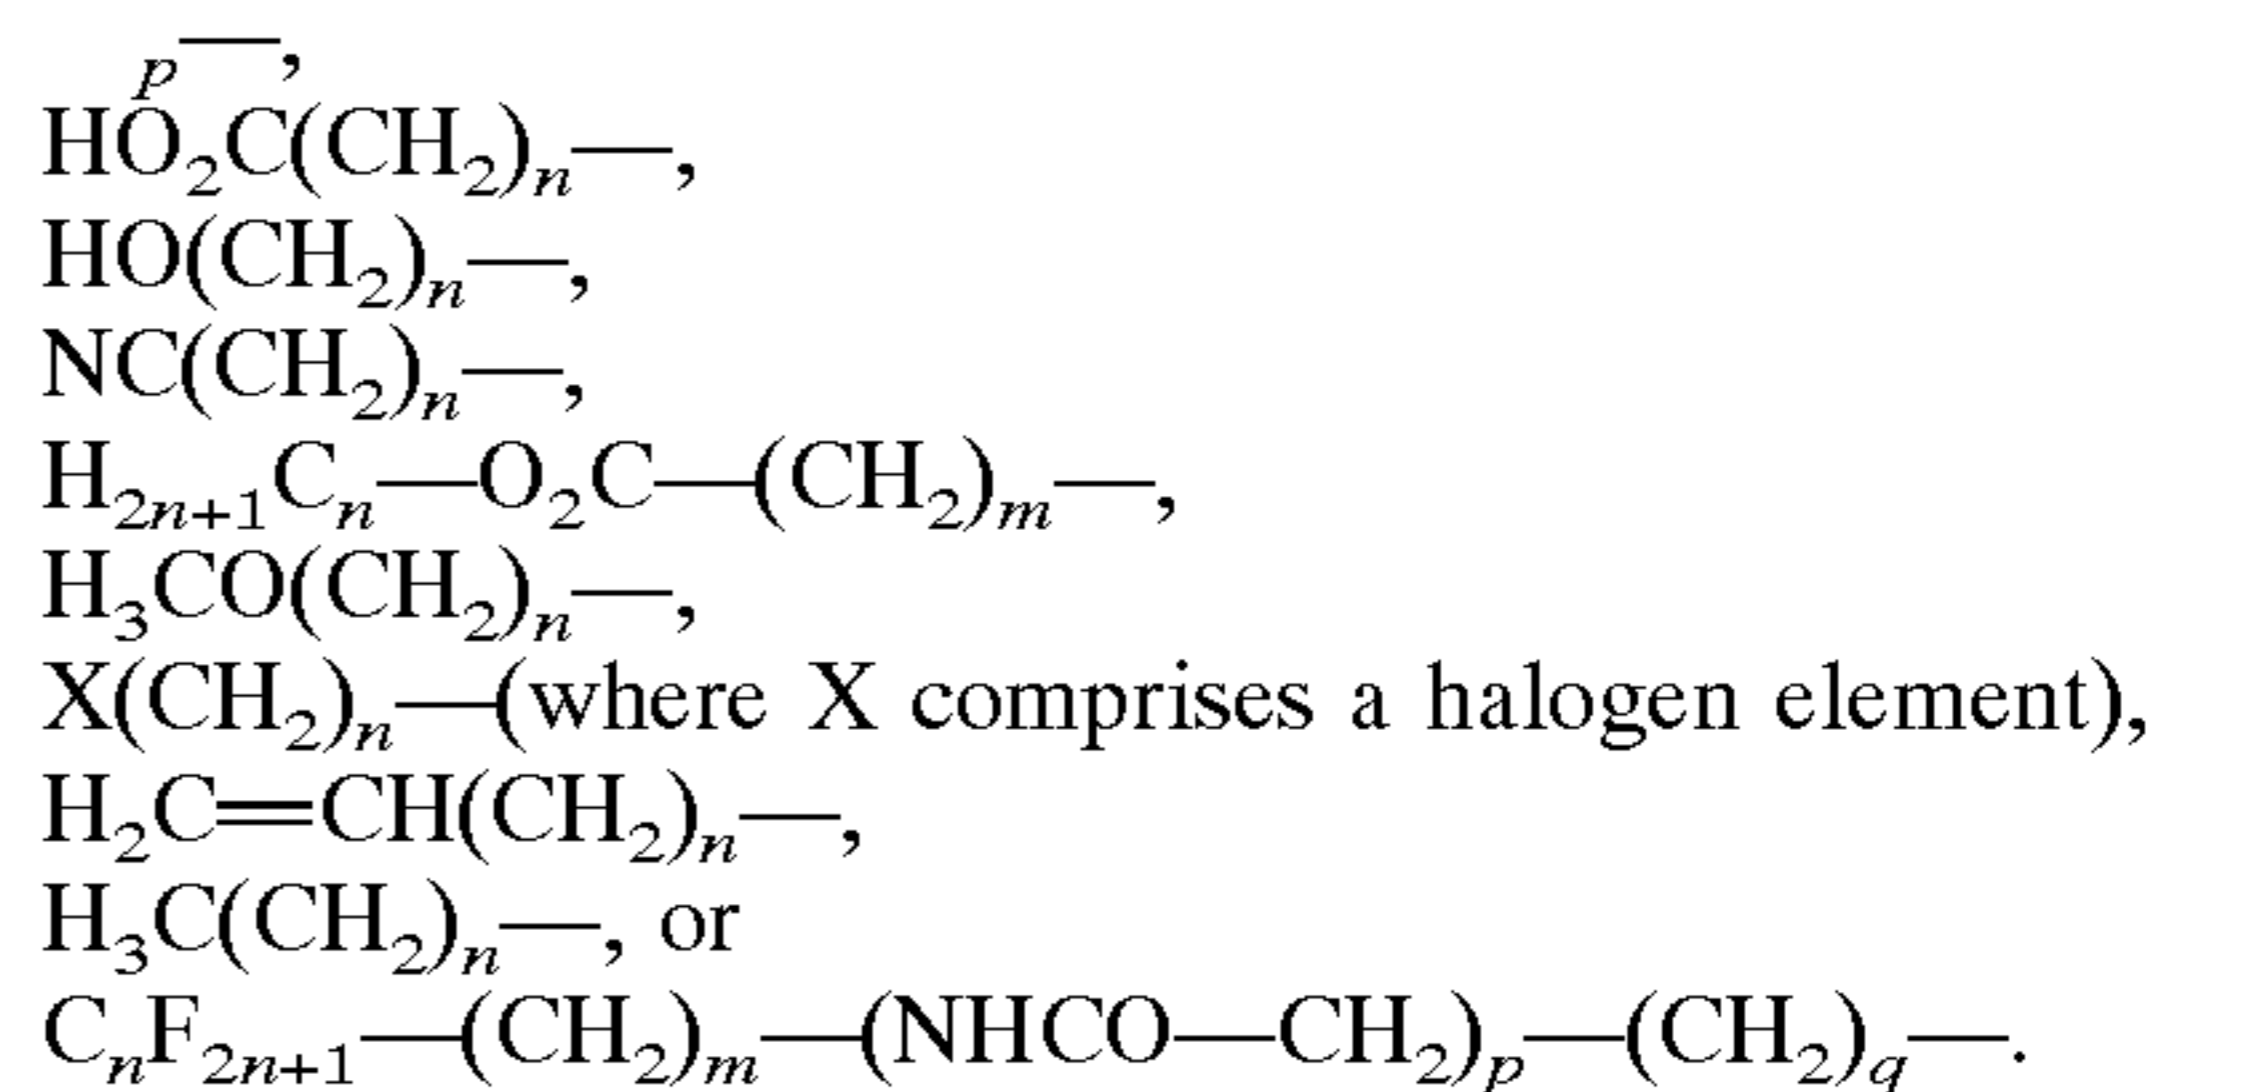 p—,
HO2C(CH2)n—,
HO(CH2)n—,
NC(CH2)n—,
H2n+1Cn—O2C—(CH2)m—,
H3CO(CH2)n—,
X(CH2)n—(where X comprises a halogen element),
H2C═CH(CH2)n—,
H3C(CH2)n—, or
CnF2n+1—(CH2)m—(NHCO—CH2)p—(CH2)q—.